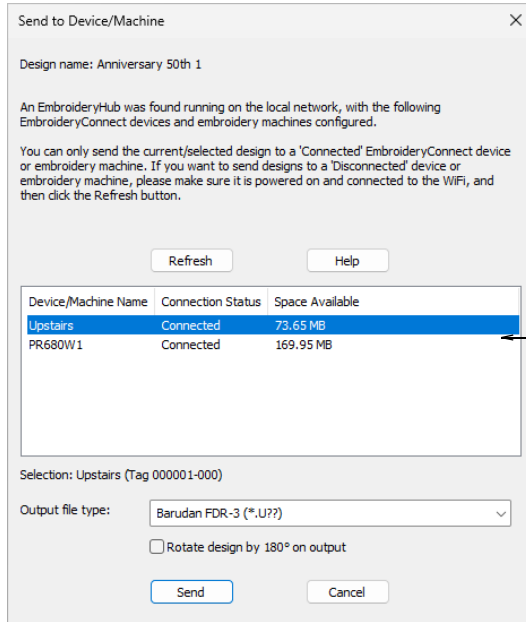 Send to Device/Machine
Design name: Anniversary 50th 1
An EmbroideryHub was found running on the local network, with the following
EmbroideryConnect devices and embroidery machines configured.
You can only send the current/selected design to a 'Connected' EmbroideryConnect device
or embroidery machine. If you want to send designs to a 'Disconnected' device or
embroidery machine, please make sure it is powered on and connected to the WiFi, and
then click the Refresh button.
Refresh Help
Device/Machine Name Connection Status Space Available
Upstairs Connected 73.65 MB
PR680W1 Connected 169.95 MB
Selection: Upstairs (Tag 000001-000)
Output file type: Barudan FDR-3 (*.U??)
Rotate design by 180° on output
Send Cancel